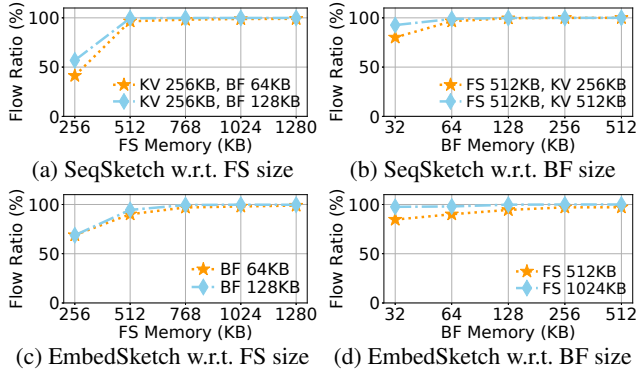 Flow Ratio (%)
100
50
0
KV 256KB, BF 64KB
KV 256KB, BF 128KB
256 512 768 1024 1280
FS Memory (KB)
(a) SeqSketch w.r.t. FS size
Flow Ratio (%)
100
50
0
FS 512KB, KV 256KB
FS 512KB, KV 512KB
32 64 128 256 512
BF Memory (KB)
(b) SeqSketch w.r.t. BF size
Flow Ratio (%)
100
50
0
BF 64KB
BF 128KB
256 512 768 1024 1280
FS Memory (KB)
(c) EmbedSketch w.r.t. FS size
Flow Ratio (%)
100
50
0
FS 512KB
FS 1024KB
32 64 128 256 512
BF Memory (KB)
(d) EmbedSketch w.r.t. BF size